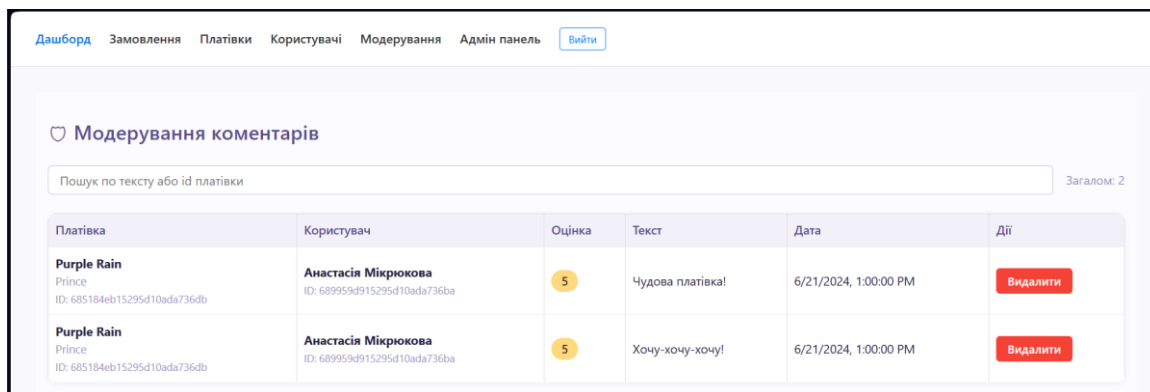 Дашборд Замовлення Платівки Користувачі Модерування Адмін панель Вийти
Модерування коментарів
Пошук по тексту або id платівки Загалом: 2
Платівка Користувач Оцінка Текст Дата Дії
Purple Rain
Prince
ID: 685184eb15295d10ada736db
Анастасія Мікрюкова
ID: 689959d915295d10ada736ba
5
Чудова платівка!
6/21/2024, 1:00:00 PM
Видалити
Purple Rain
Prince
ID: 685184eb15295d10ada736db
Анастасія Мікрюкова
ID: 689959d915295d10ada736ba
5
Хочу-хочу-хочу!
6/21/2024, 1:00:00 PM
Видалити